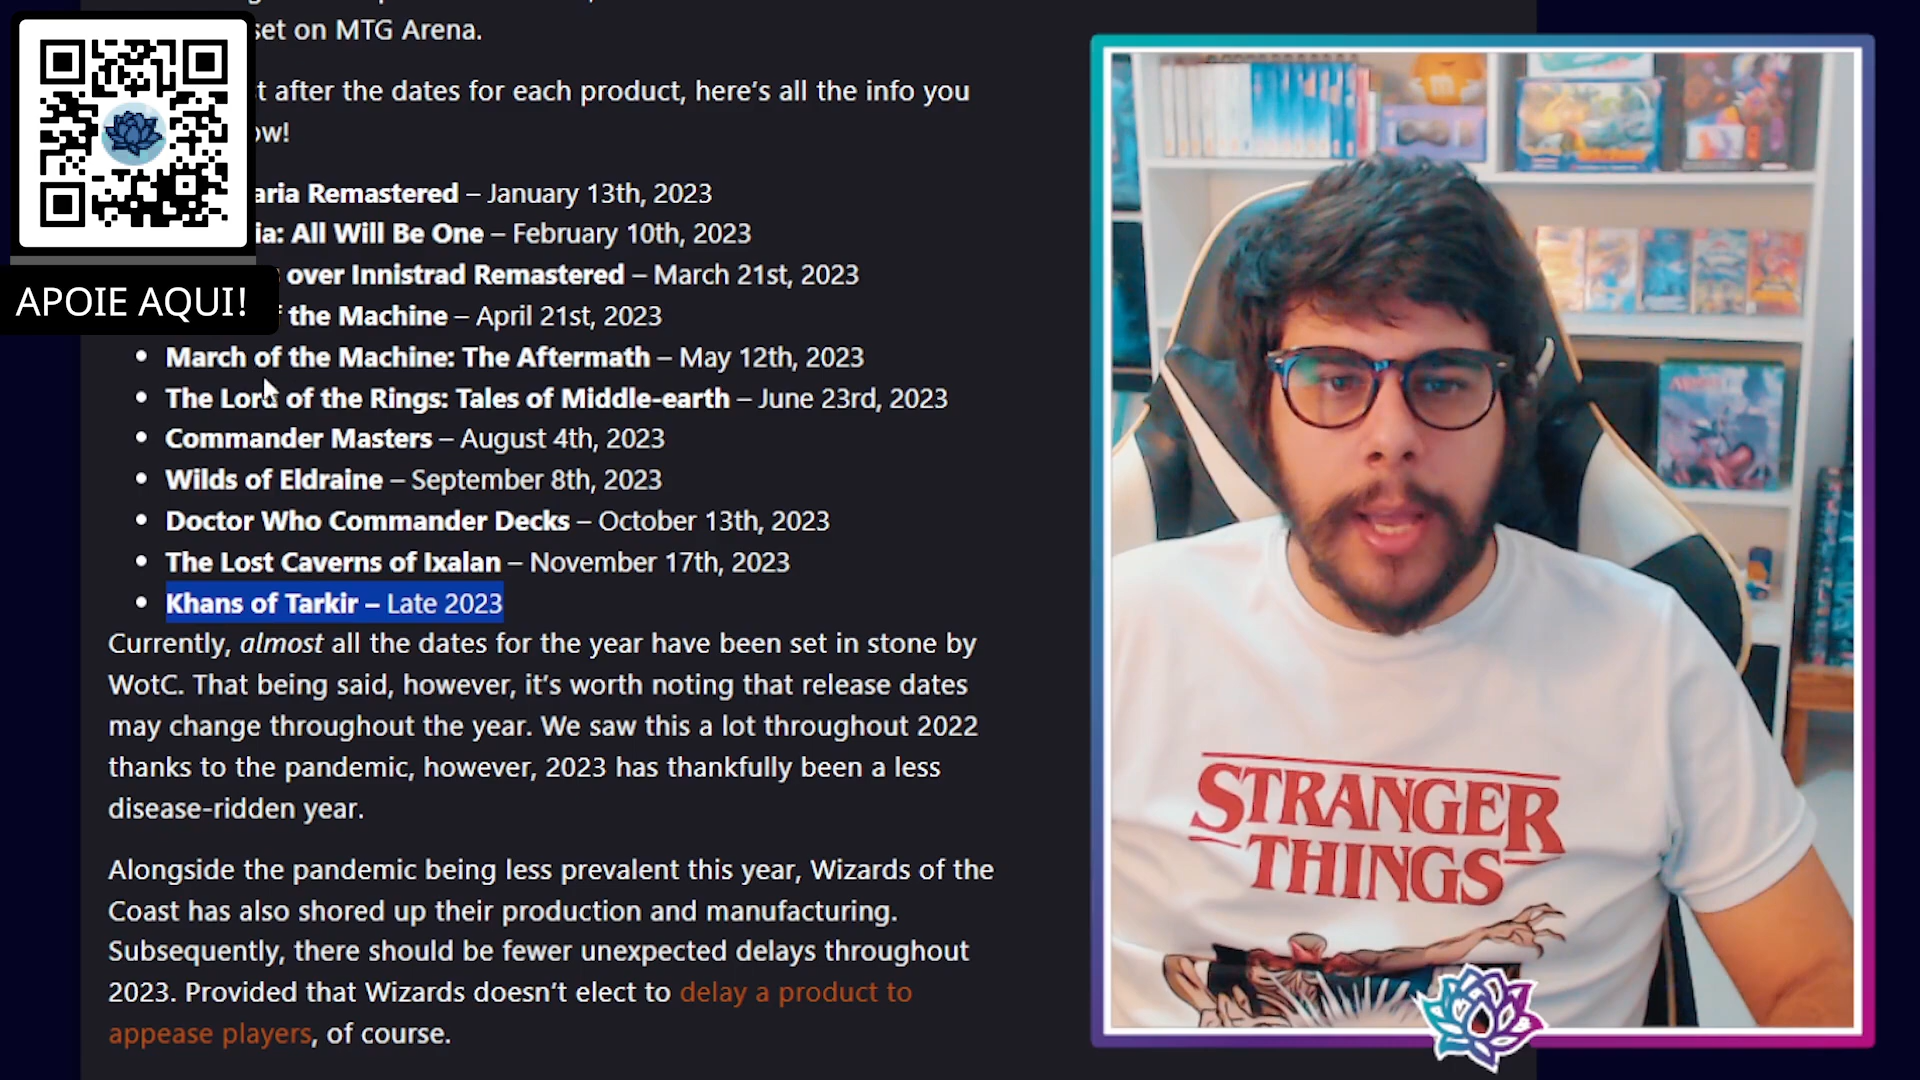 set on MTG Arena.
after the dates for each product, here's all the info you
ow!
aria Remastered – January 13th, 2023
ia: All Will Be One – February 10th, 2023
over Innistrad Remastered – March 21st, 2023
APOIE AQUI!
the Machine – April 21st, 2023
• March of the Machine: The Aftermath – May 12th, 2023
• The Lord of the Rings: Tales of Middle-earth – June 23rd, 2023
• Commander Masters – August 4th, 2023
• Wilds of Eldraine – September 8th, 2023
• Doctor Who Commander Decks – October 13th, 2023
• The Lost Caverns of Ixalan – November 17th, 2023
• Khans of Tarkir – Late 2023
Currently, almost all the dates for the year have been set in stone by
WotC. That being said, however, it's worth noting that release dates
may change throughout the year. We saw this a lot throughout 2022
thanks to the pandemic, however, 2023 has thankfully been a less
disease-ridden year.
Alongside the pandemic being less prevalent this year, Wizards of the
Coast has also shored up their production and manufacturing.
Subsequently, there should be fewer unexpected delays throughout
2023. Provided that Wizards doesn't elect to delay a product to
appease players, of course.
STRANGER
THINGS